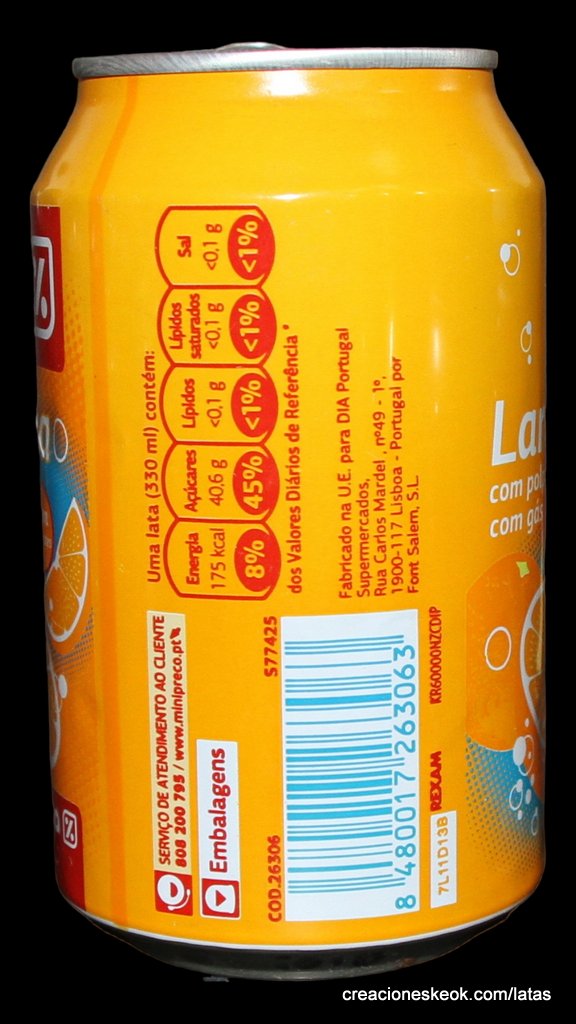 Uma lata (330 ml) contém:
Energia
175 kcal
8%
Açúcares
40,6 g
45%
Lípidos
<0,1 g
<1%
Lípidos
saturados
<0,1 g
<1%
Sal
<0,1 g
<1%
dos Valores Diários de Referência*
Fabricado na U.E. para DIA Portugal
Supermercados,
Rua Carlos Mardel , nº49 - 1º,
1900-117 Lisboa - Portugal por
Font Salem, S.L.
SERVIÇO DE ATENDIMENTO AO CLIENTE
808 200 795 / www.minipreco.pt
Embalagens
COD.26306
577425
8 480017 263063
7L11D13B
REXAM
KR60000NZCDIP
Lar
com pol
com gás
creacioneskeok.com/latas